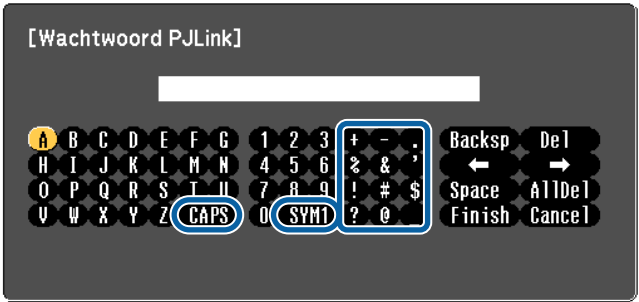 [Wachtwoord PJLink]
A B C D E F G 1 2 3 + - . Backsp Del
H I J K L M N 4 5 6 % & ' ← →
O P Q R S T U 7 8 9 ! # $ Space AllDel
V W X Y Z CAPS 0 SYM1 ? @ _ Finish Cancel